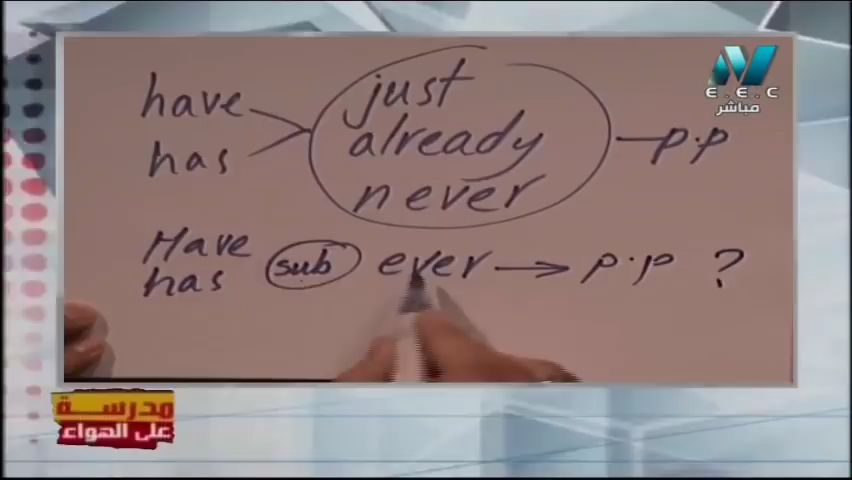 have just
has already p.p
never
Have
has sub ever → p.p ?
E.E.C
مباشر
مدرسة
على الهواء